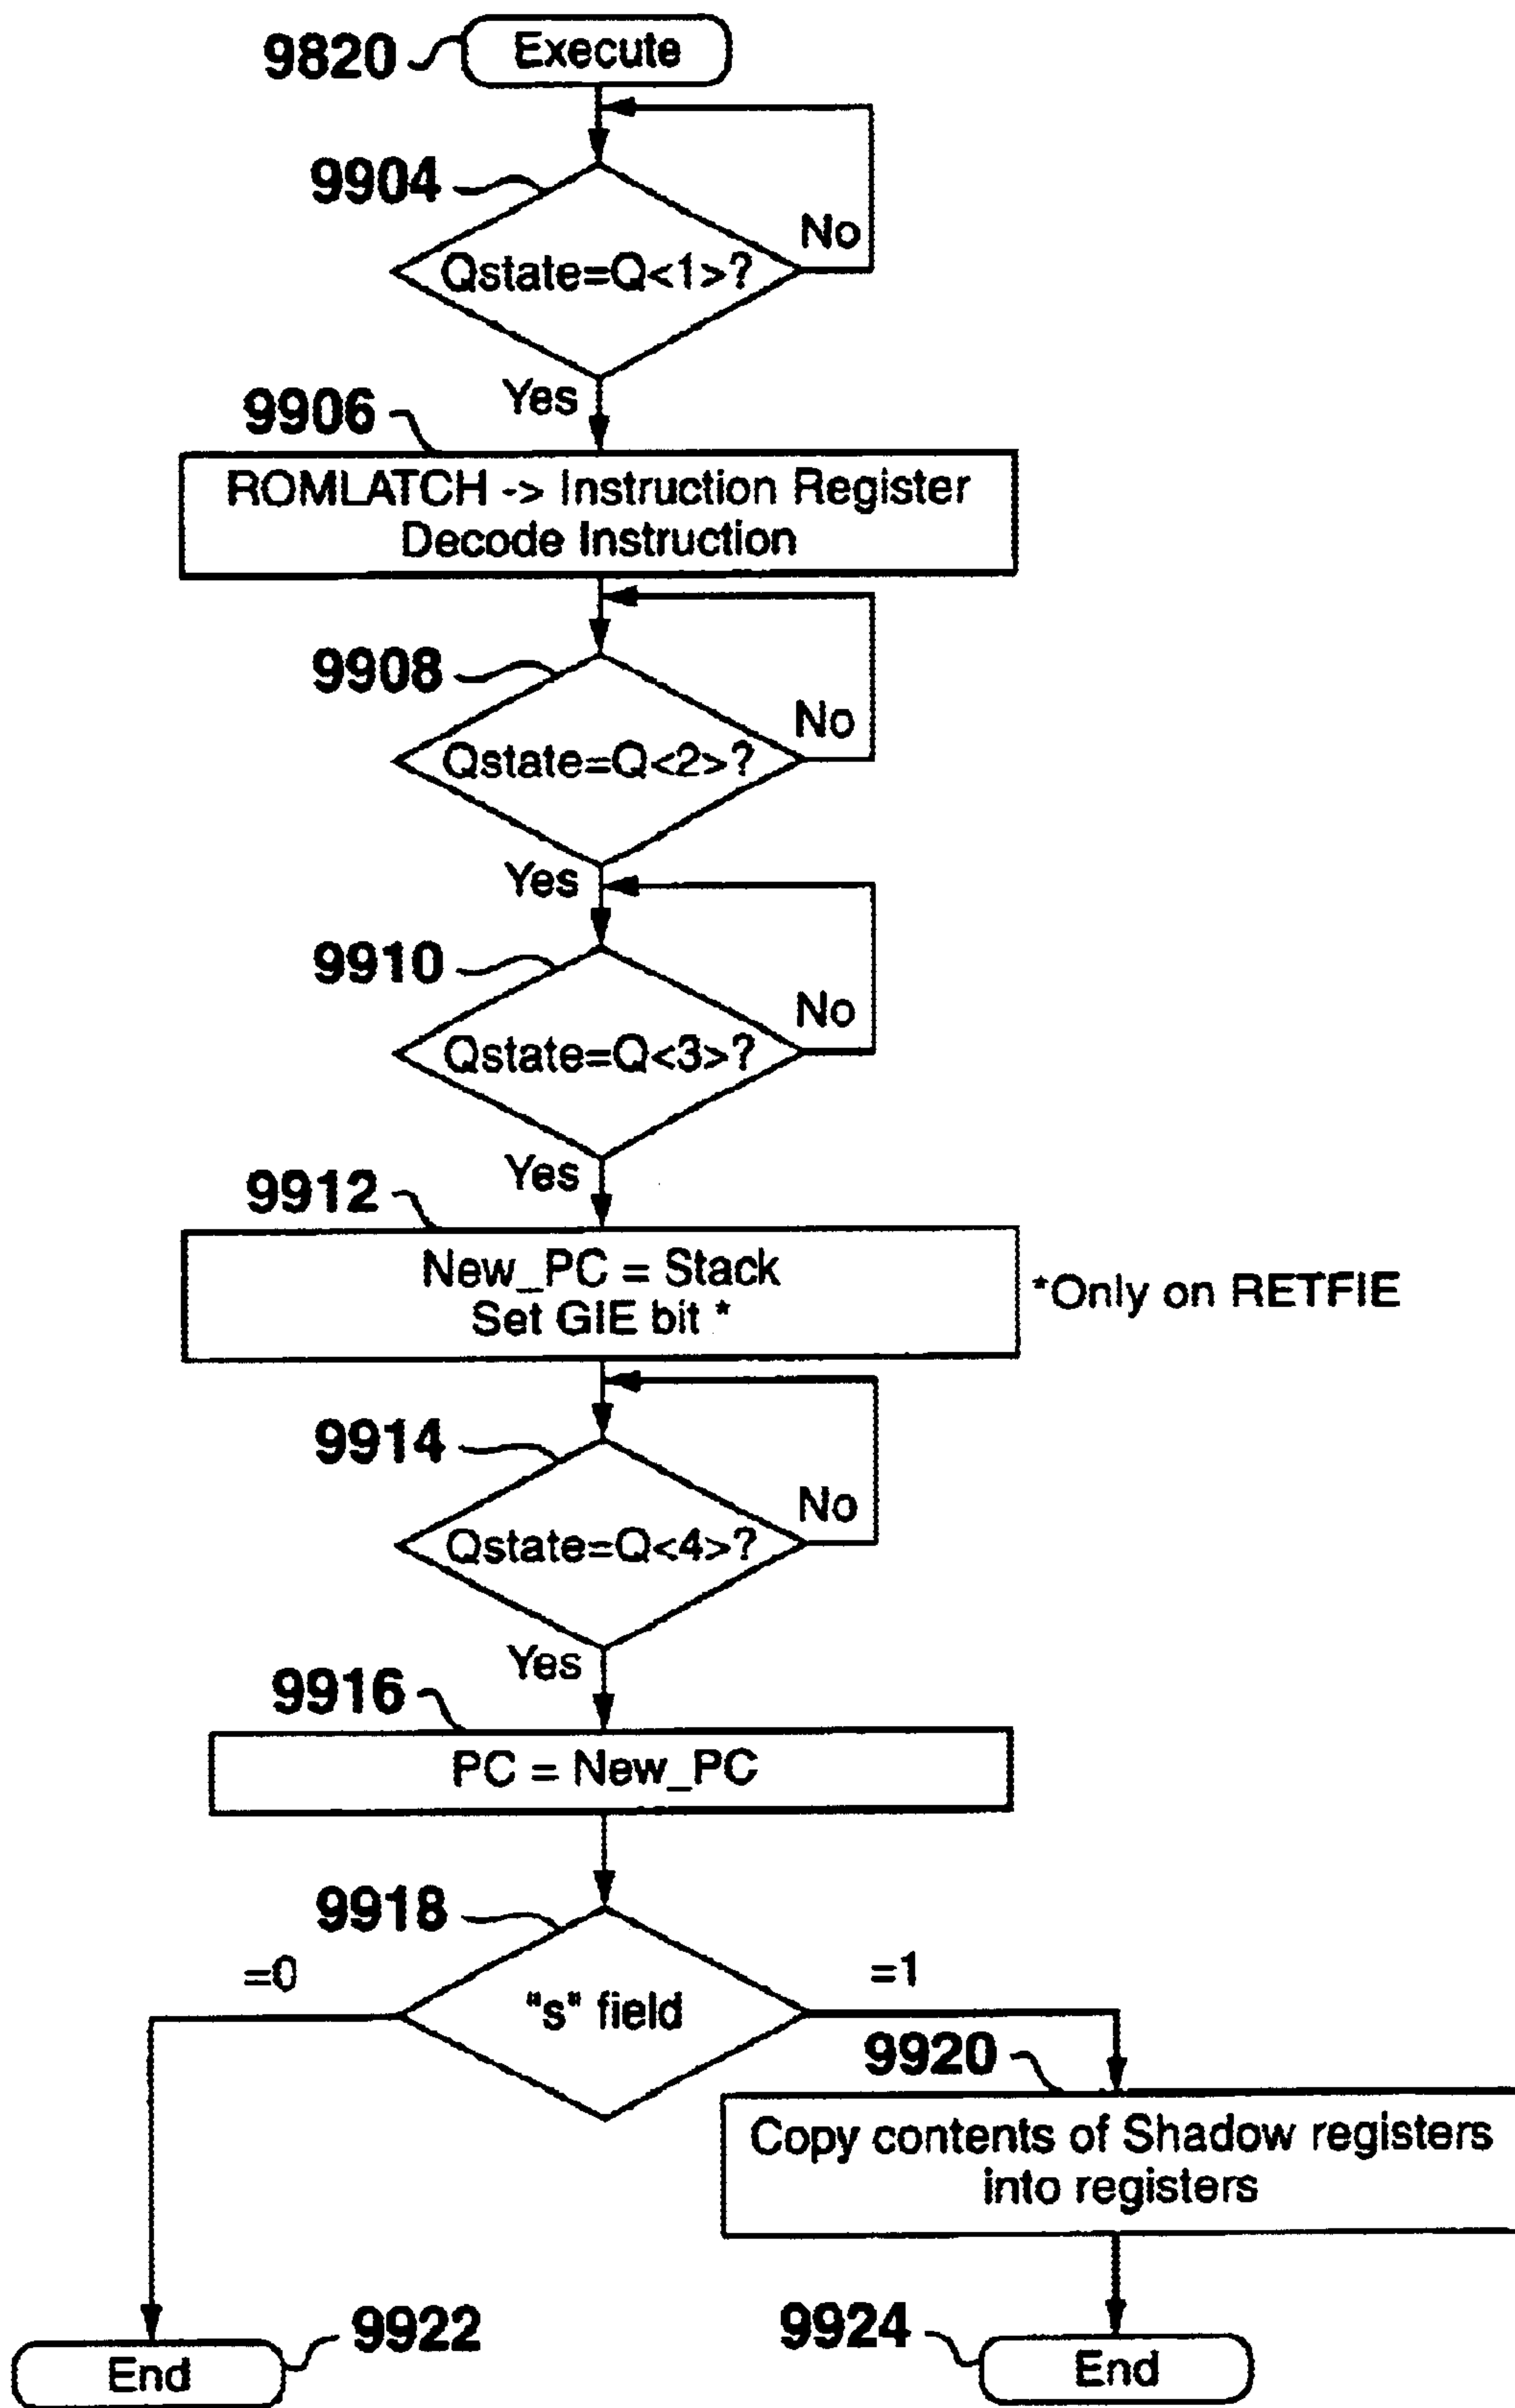 9820
Execute
9904
No
Qstate=Q<1>?
Yes
9906
ROMLATCH -> Instruction Register
Decode Instruction
9908
No
Qstate=Q<2>?
Yes
9910
No
Qstate=Q<3>?
Yes
9912
New_PC = Stack
Set GIE bit *
*Only on RETFIE
9914
No
Qstate=Q<4>?
Yes
9916
PC = New_PC
9918
=0
=1
"s" field
9920
Copy contents of Shadow registers
into registers
9922
9924
End
End